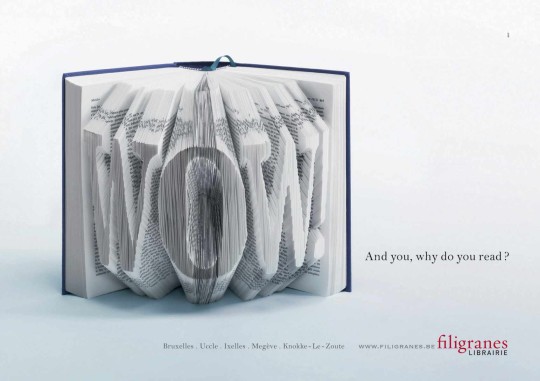 1
WOW!
And you, why do you read ?
Bruxelles . Uccle . Ixelles . Megève . Knokke-Le-Zoute
WWW.FILIGRANES.BE
filigranes
LIBRAIRIE